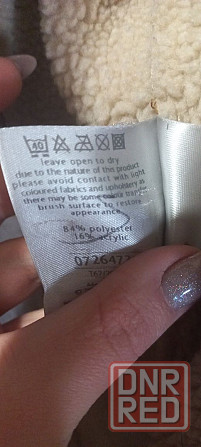 40
leave open to dry
due to the nature of this product
please avoid contact with light
coloured fabrics and upholstery as
there may be some colour transfer
brush surface to restore
appearance
84% polyester
16% acrylic
DNR
RED